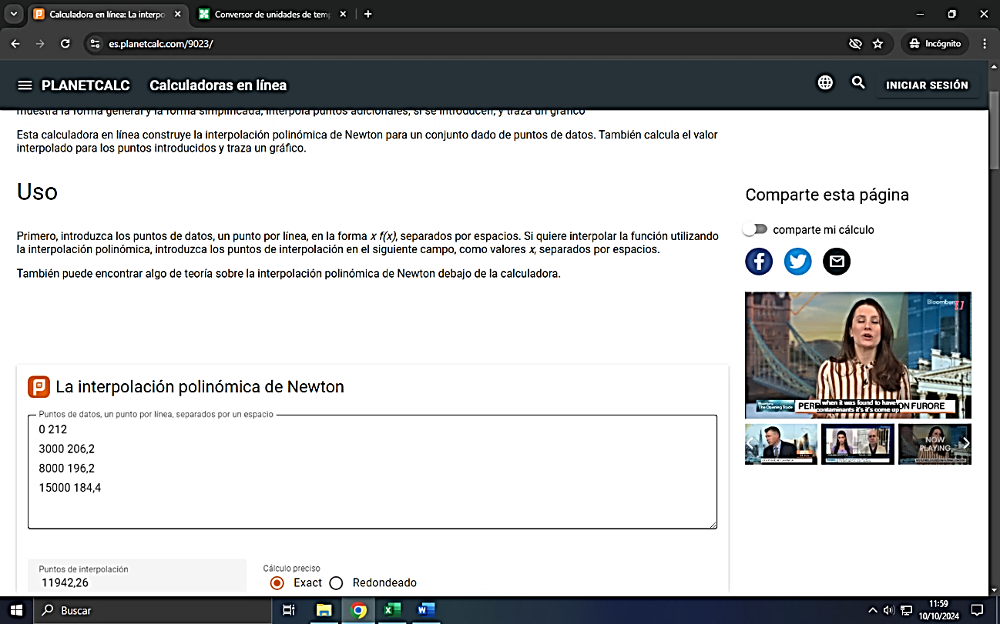 Calculadora en línea: La interpo
Conversor de unidades de temp
es.planetcalc.com/9023/
Incógnito
PLANETCALC
Calculadoras en línea
INICIAR SESIÓN
muestra la forma general y la forma simplificada, interpola puntos adicionales, si se introducen, y traza un gráfico
Esta calculadora en línea construye la interpolación polinómica de Newton para un conjunto dado de puntos de datos. También calcula el valor
interpolado para los puntos introducidos y traza un gráfico.
Uso
Primero, introduzca los puntos de datos, un punto por línea, en la forma x f(x), separados por espacios. Si quiere interpolar la función utilizando
la interpolación polinómica, introduzca los puntos de interpolación en el siguiente campo, como valores x, separados por espacios.
También puede encontrar algo de teoría sobre la interpolación polinómica de Newton debajo de la calculadora.
Comparte esta página
comparte mi cálculo
Bloomberg
The Opening Trade
when it was found to have
contaminants it's it's come up
ON FURORE
NOW
PLAYING
La interpolación polinómica de Newton
Puntos de datos, un punto por línea, separados por un espacio
0 212
3000 206,2
8000 196,2
15000 184,4
Puntos de interpolación
11942,26
Cálculo preciso
Exact
Redondeado
Buscar
11:59
10/10/2024